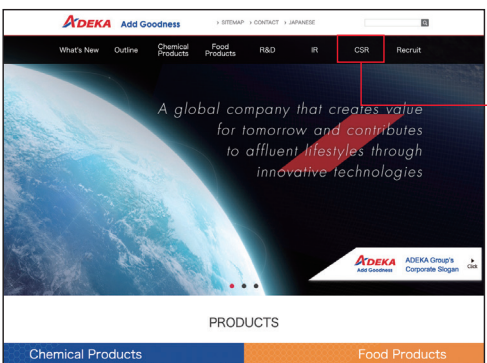 ADEKA Add Goodness
> SITEMAP > CONTACT > JAPANESE
What's New Outline Chemical Products Food Products R&D IR CSR Recruit
A global company that creates value
for tomorrow and contributes
to affluent lifestyles through
innovative technologies
ADEKA Add Goodness
ADEKA Group's
Corporate Slogan
Click
PRODUCTS
Chemical Products Food Products